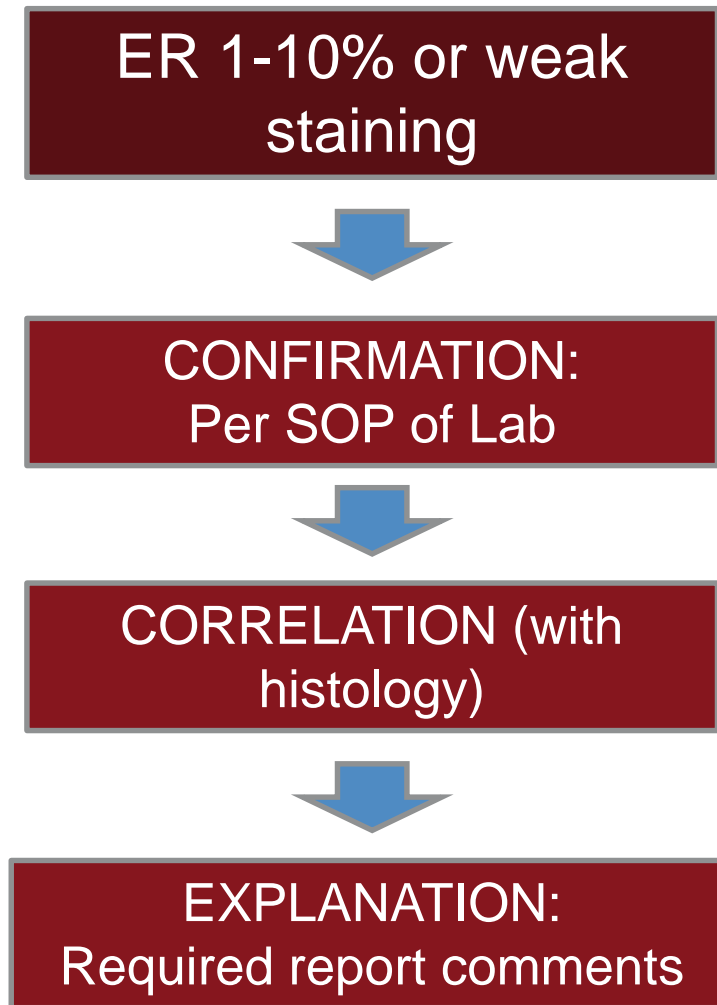 ER 1-10% or weak
staining
CONFIRMATION:
Per SOP of Lab
CORRELATION (with
histology)
EXPLANATION:
Required report comments